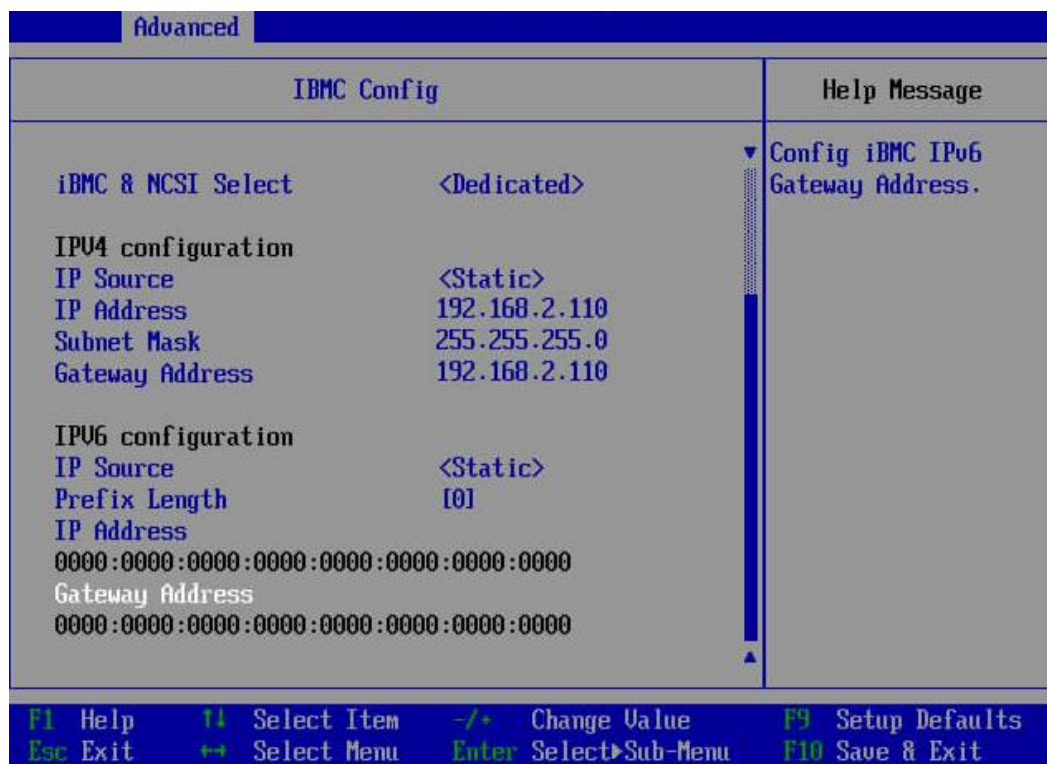 Advanced
IBMC Config
Help Message
Config iBMC IPv6
Gateway Address.
iBMC & NCSI Select <Dedicated>
IPV4 configuration
IP Source <Static>
IP Address 192.168.2.110
Subnet Mask 255.255.255.0
Gateway Address 192.168.2.110
IPV6 configuration
IP Source <Static>
Prefix Length [0]
IP Address
0000:0000:0000:0000:0000:0000:0000:0000
Gateway Address
0000:0000:0000:0000:0000:0000:0000:0000
F1 Help ↑↓ Select Item -/+ Change Value F9 Setup Defaults
Esc Exit ←→ Select Menu Enter Select▶Sub-Menu F10 Save & Exit